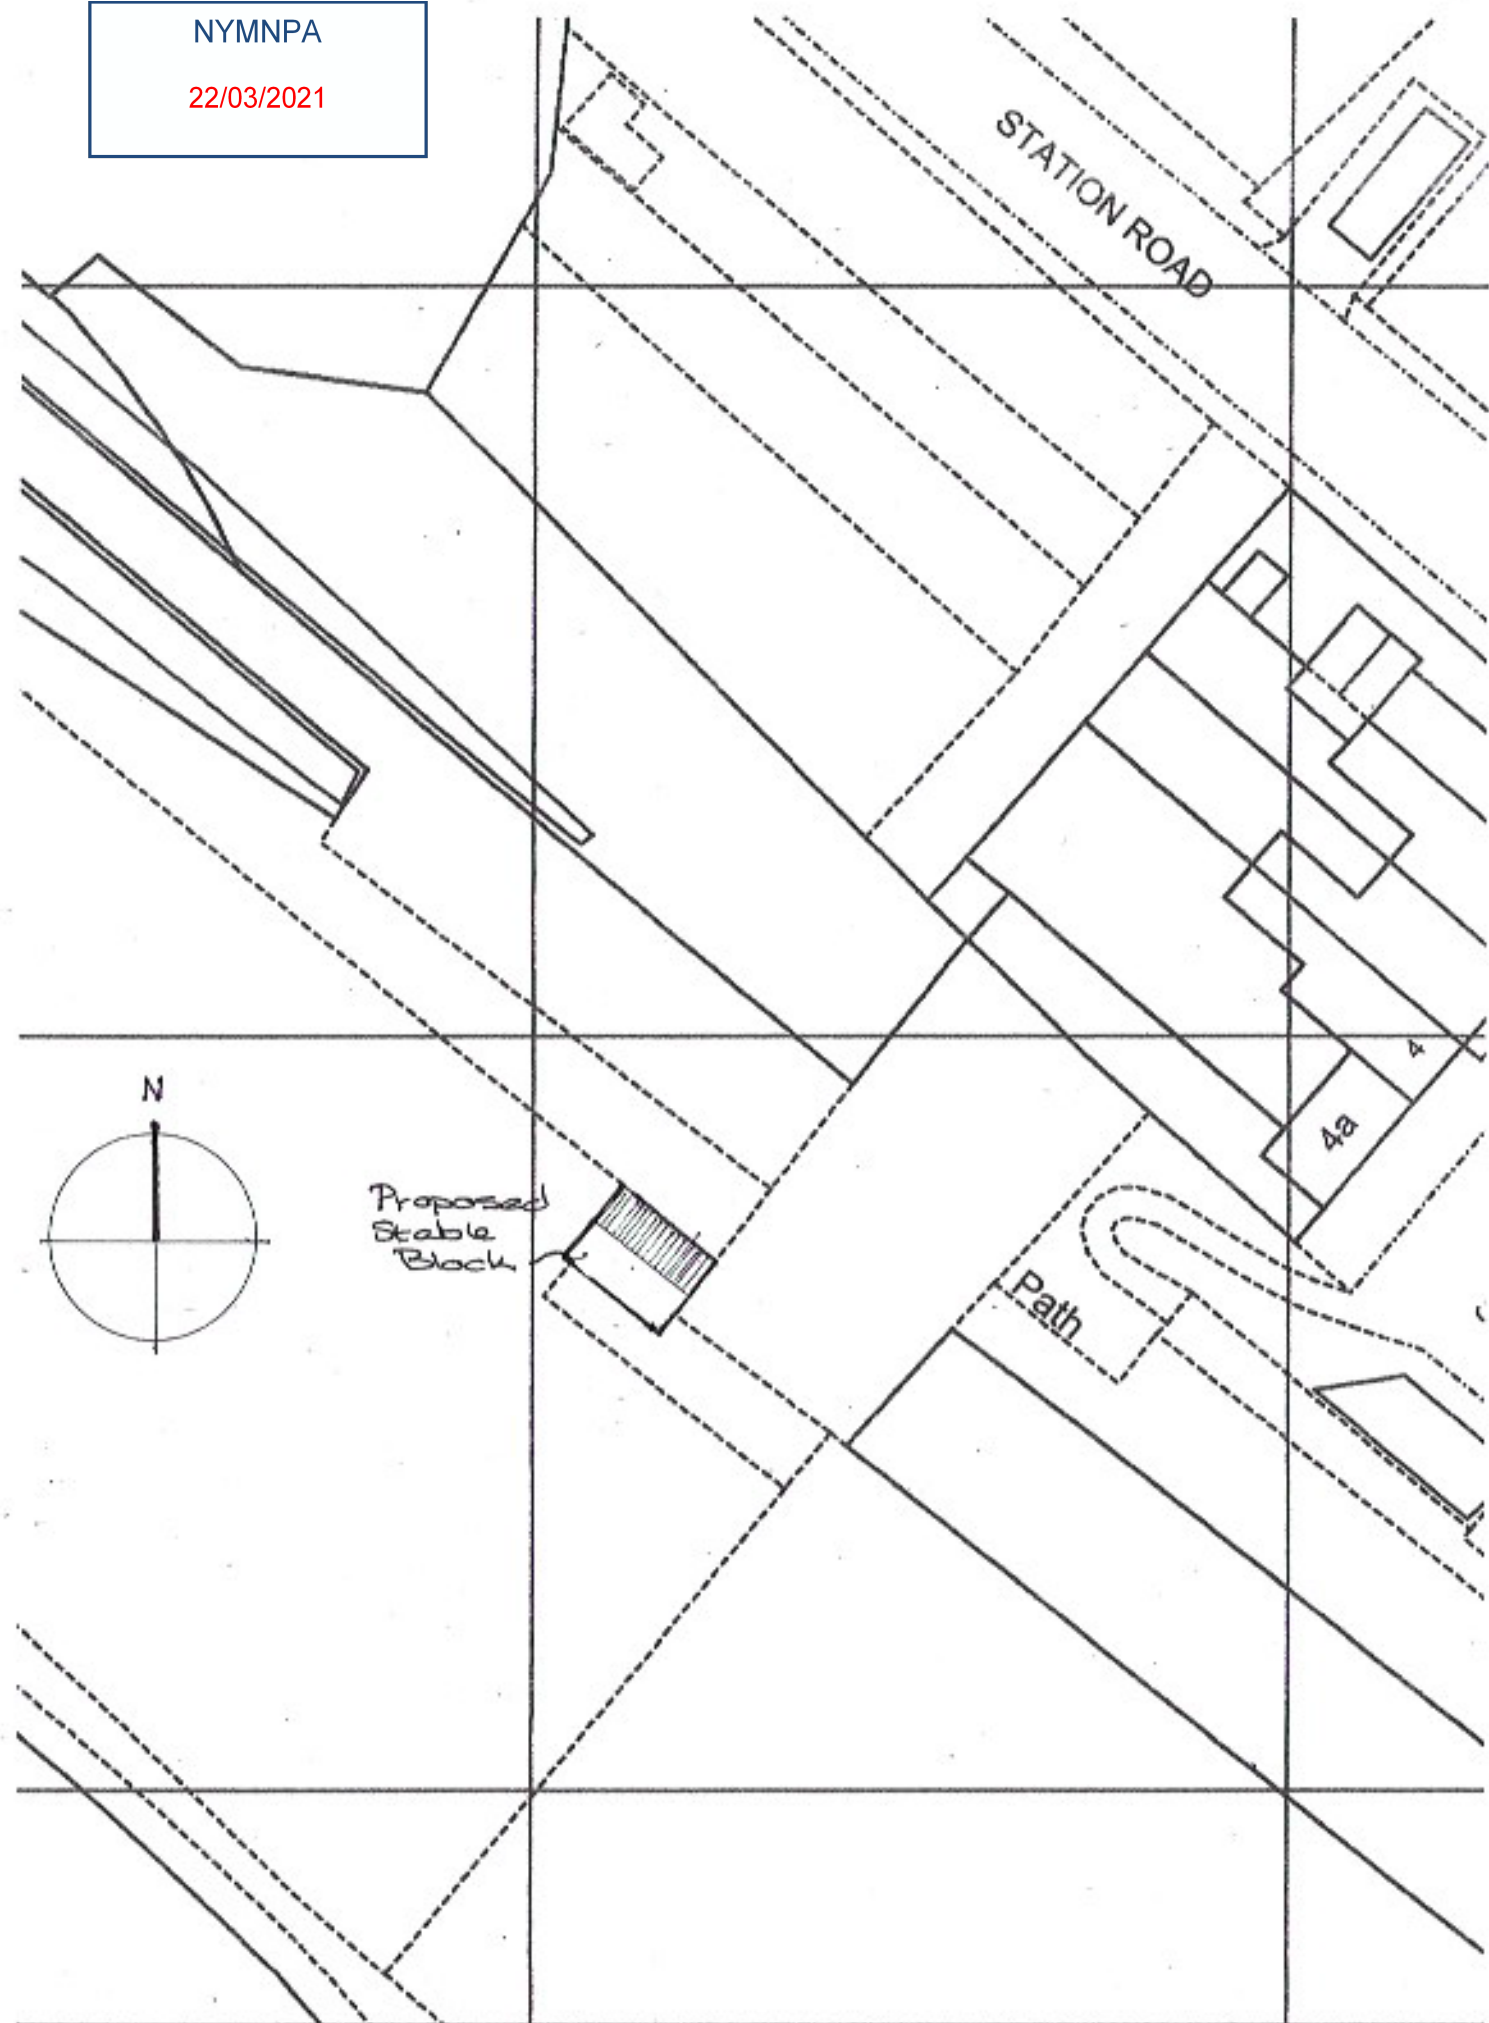 NYMNPA
22/03/2021
STATION ROAD
N
Proposed
Stable
Block
4
4a
Path